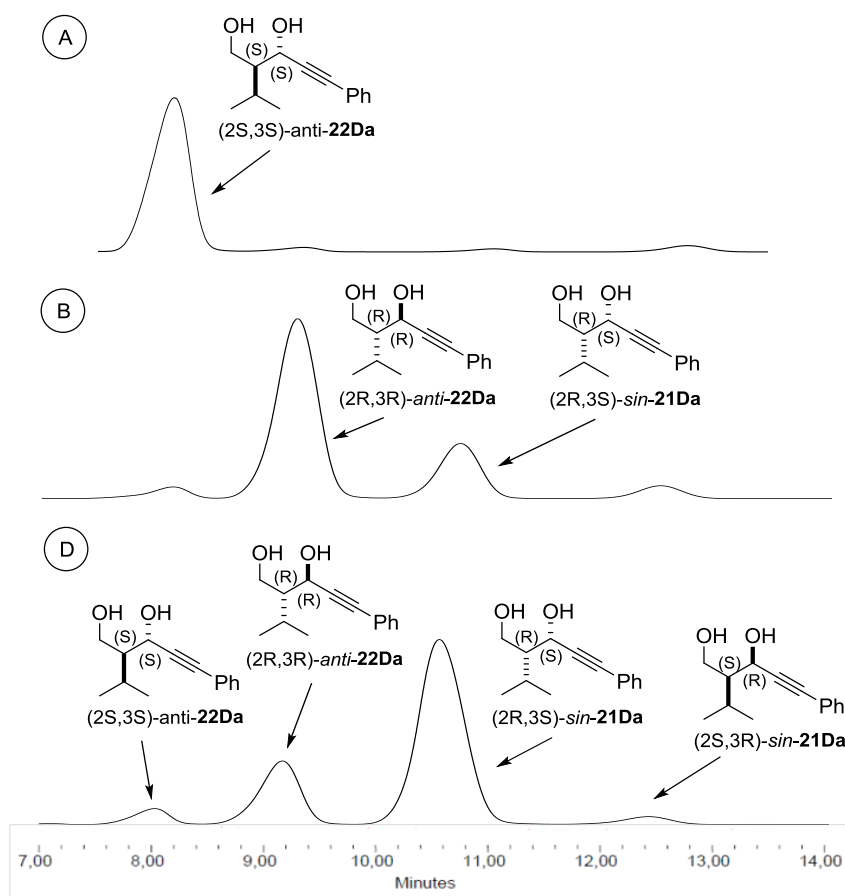 A
OH OH
(S)
(S)
Ph
(2S,3S)-anti-22Da
B
OH OH
(R)
(R)
Ph
(2R,3R)-anti-22Da
OH OH
(R)
(S)
Ph
(2R,3S)-sin-21Da
D
OH OH
(S)
(S)
Ph
(2S,3S)-anti-22Da
OH OH
(R)
(R)
Ph
(2R,3R)-anti-22Da
OH OH
(R)
(S)
Ph
(2R,3S)-sin-21Da
OH OH
(S)
(R)
Ph
(2S,3R)-sin-21Da
7,00 8,00 9,00 10,00 11,00 12,00 13,00 14,00
Minutes